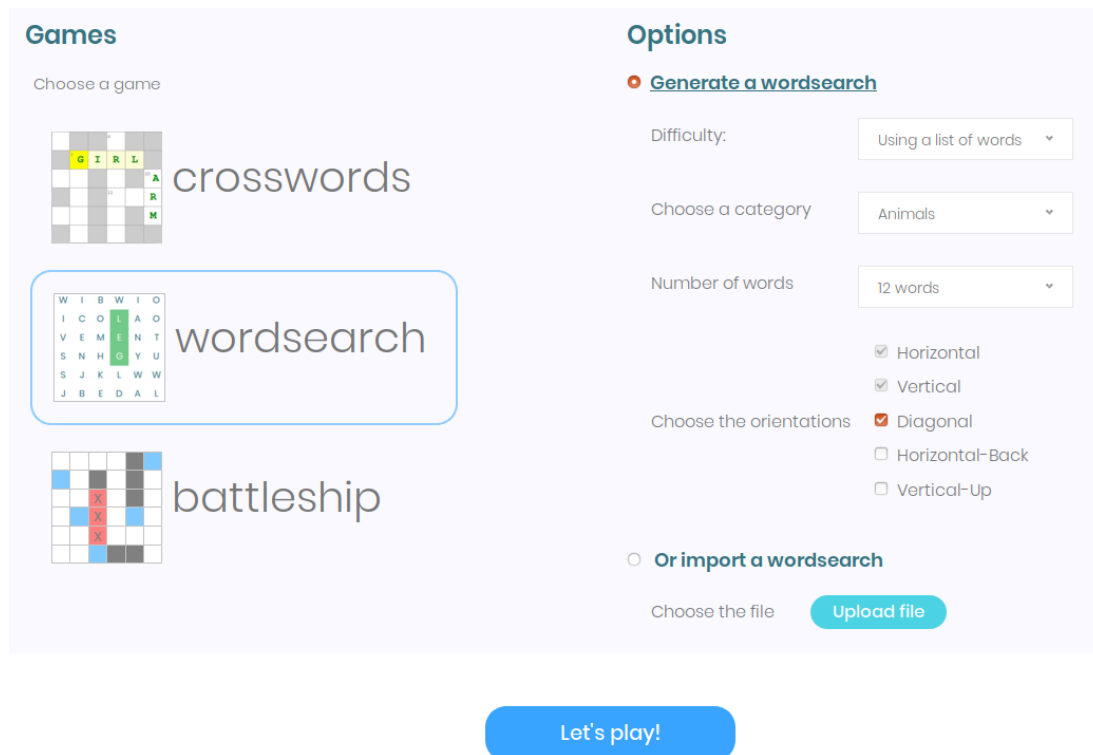 Games
Choose a game
G I R L
A
R
M
crosswords
W I B W I O
I C O L A O
V E M E N T
S N H G Y U
S J K L W W
J B E D A L
wordsearch
X
X
X
battleship
Options
Generate a wordsearch
Difficulty: Using a list of words
Choose a category Animals
Number of words 12 words
Choose the orientations
Horizontal
Vertical
Diagonal
Horizontal-Back
Vertical-Up
Or import a wordsearch
Choose the file Upload file
Let's play!